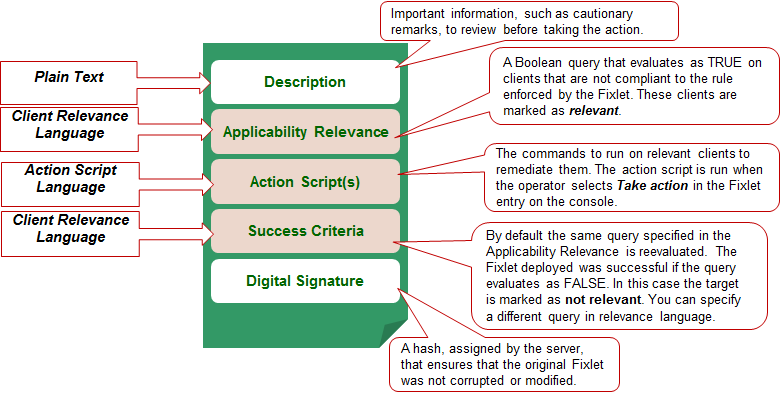 Important information, such as cautionary
remarks, to review before taking the action.
Plain Text
Description
A Boolean query that evaluates as TRUE on
clients that are not compliant to the rule
enforced by the Fixlet. These clients are
marked as relevant.
Client Relevance
Language
Applicability Relevance
Action Script
Language
Action Script(s)
The commands to run on relevant clients to
remediate them. The action script is run when
the operator selects Take action in the Fixlet
entry on the console.
Client Relevance
Language
Success Criteria
By default the same query specified in the
Applicability Relevance is reevaluated. The
Fixlet deployed was successful if the query
evaluates as FALSE. In this case the target
is marked as not relevant. You can specify
a different query in relevance language.
Digital Signature
A hash, assigned by the server,
that ensures that the original Fixlet
was not corrupted or modified.